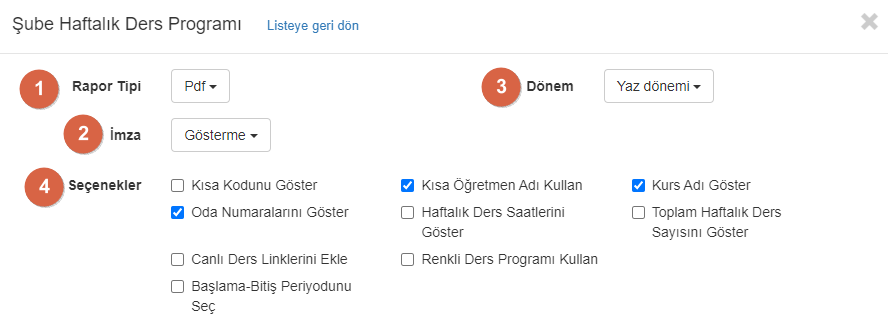 Şube Haftalık Ders Programı Listeye geri dön ×
1 Rapor Tipi Pdf 3 Dönem Yaz dönemi
2 İmza Gösterme
4 Seçenekler Kısa Kodunu Göster Kısa Öğretmen Adı Kullan Kurs Adı Göster
Oda Numaralarını Göster Haftalık Ders Saatlerini Toplam Haftalık Ders
Göster Sayısını Göster
Canlı Ders Linklerini Ekle Renkli Ders Programı Kullan
Başlama-Bitiş Periyodunu
Seç